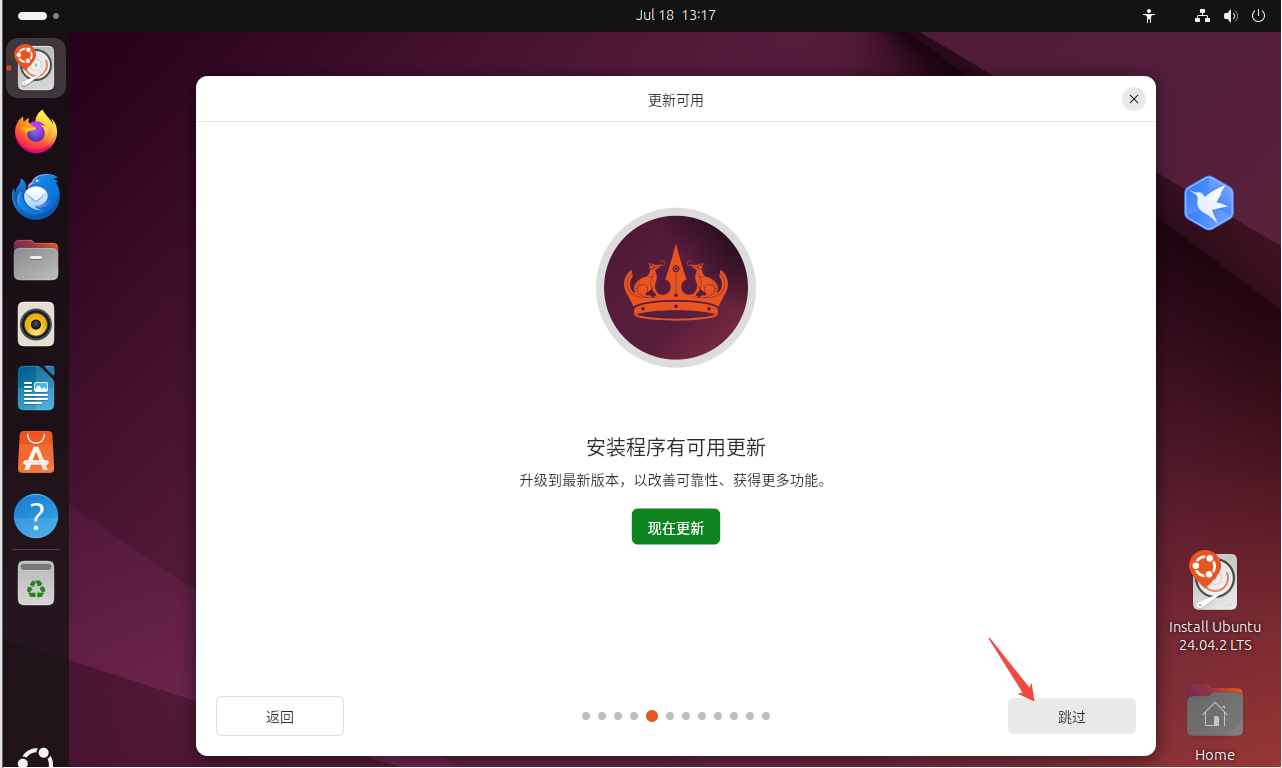 Jul 18 13:17
更新可用
安装程序有可用更新
升级到最新版本，以改善可靠性、获得更多功能。
现在更新
返回
跳过
Install Ubuntu
24.04.2 LTS
Home